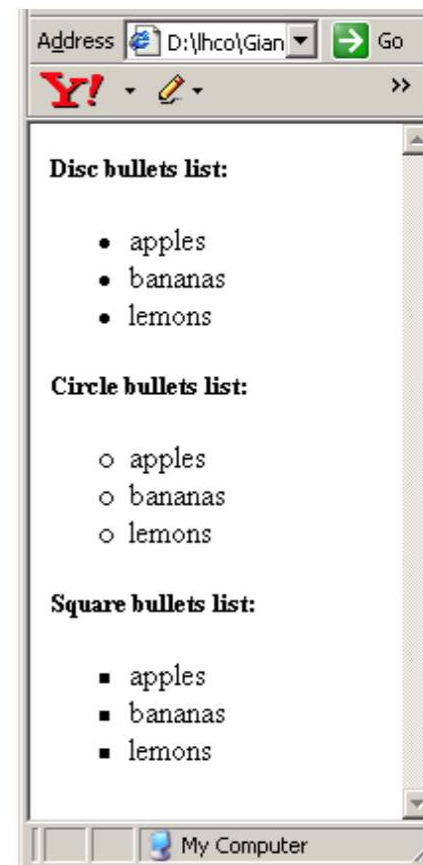 Address D:\lhco\Gian Go
Y! »
Disc bullets list:
• apples
• bananas
• lemons
Circle bullets list:
○ apples
○ bananas
○ lemons
Square bullets list:
▪ apples
▪ bananas
▪ lemons
My Computer